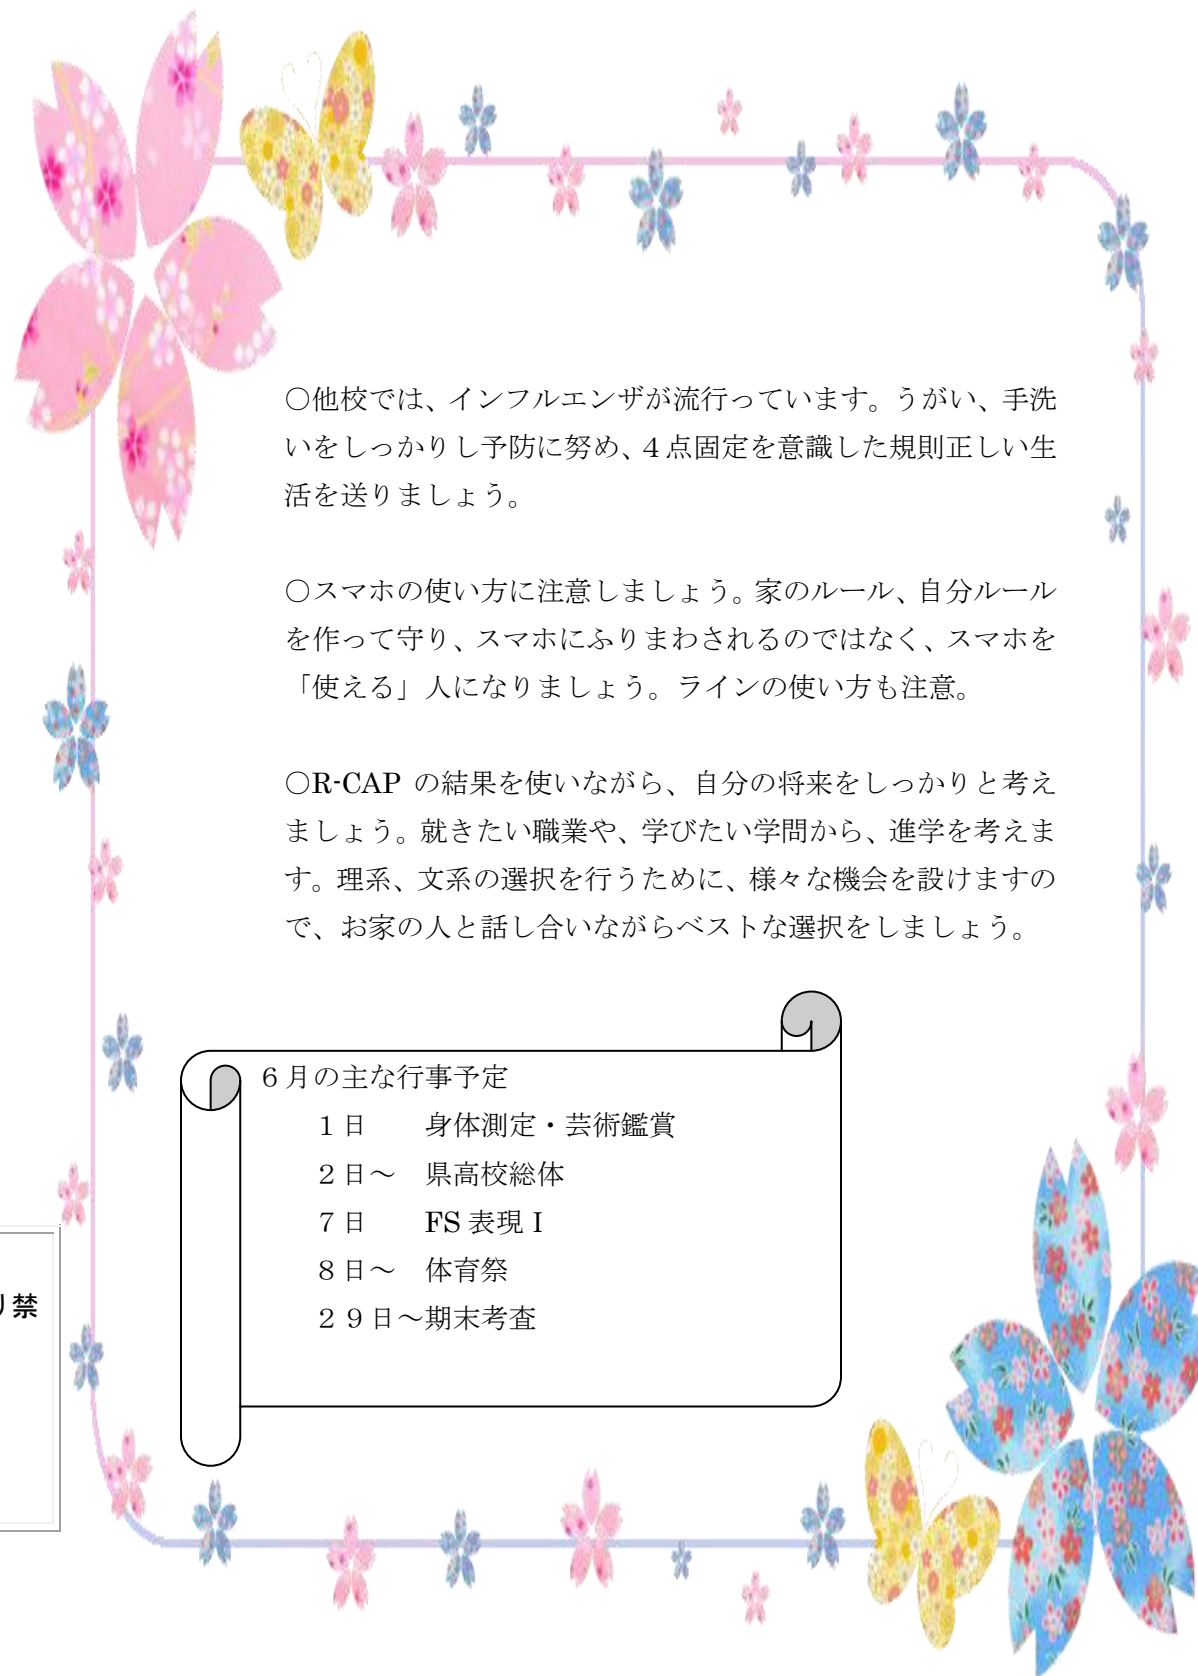 ○他校では、インフルエンザが流行っています。うがい、手洗
いをしっかりし予防に努め、４点固定を意識した規則正しい生
活を送りましょう。
○スマホの使い方に注意しましょう。家のルール、自分ルール
を作って守り、スマホにふりまわされるのではなく、スマホを
「使える」人になりましょう。ラインの使い方も注意。
○R-CAP の結果を使いながら、自分の将来をしっかりと考え
ましょう。就きたい職業や、学びたい学問から、進学を考えま
す。理系、文系の選択を行うために、様々な機会を設けますの
で、お家の人と話し合いながらベストな選択をしましょう。
６月の主な行事予定
１日　　身体測定・芸術鑑賞
２日～　県高校総体
７日　　FS 表現 I
８日～　体育祭
２９日～期末考査
り禁